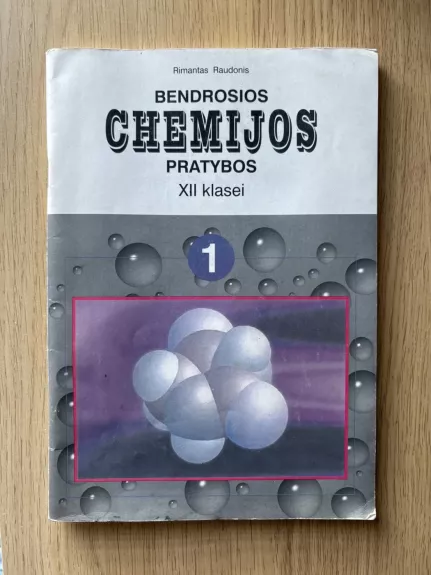 Rimantas Raudonis
BENDROSIOS
CHEMIJOS
PRATYBOS
XII klasei
1